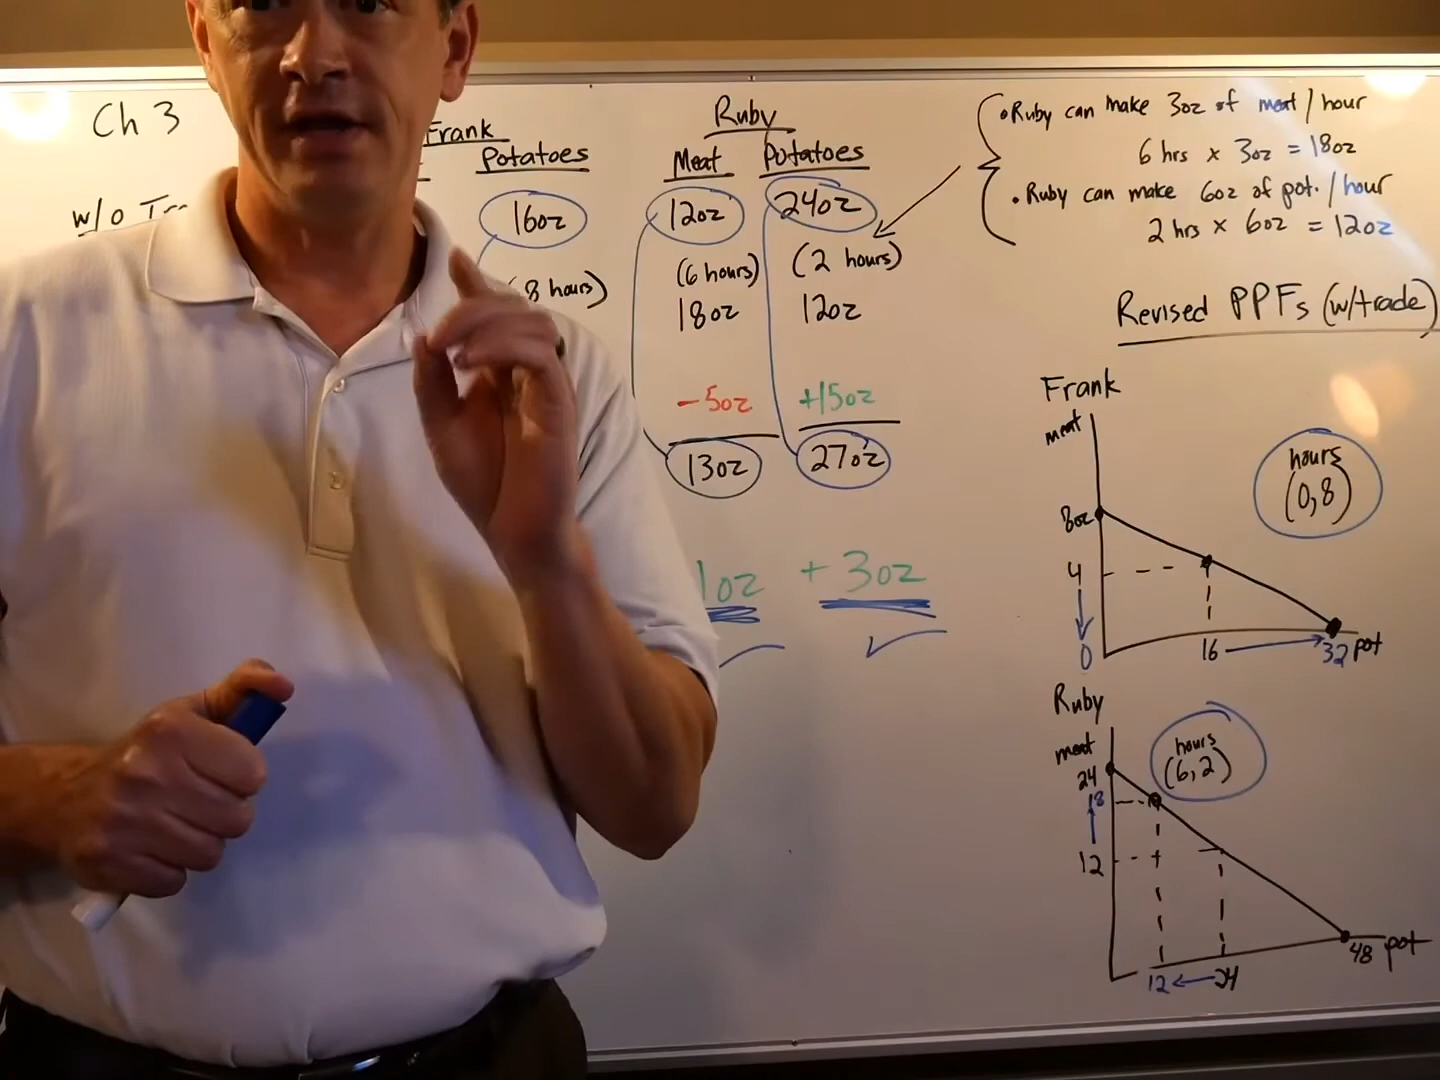 Ch 3
w/o Tr
Frank
Potatoes
16oz
8 hours)
Ruby
Meat Potatoes
12oz 24oz
(6 hours) (2 hours)
18oz 12oz
-5oz +15oz
13oz 27oz
1oz + 3oz
• Ruby can make 3oz of meat / hour
6 hrs x 3oz = 18oz
• Ruby can make 6oz of pot. / hour
2 hrs x 6oz = 12oz
Revised PPFs (w/trade)
Frank
meat
hours
(0,8)
8oz
4
0
16 32 pot
Ruby
meat
hours
(6,2)
24
18
12
12 24 48 pot